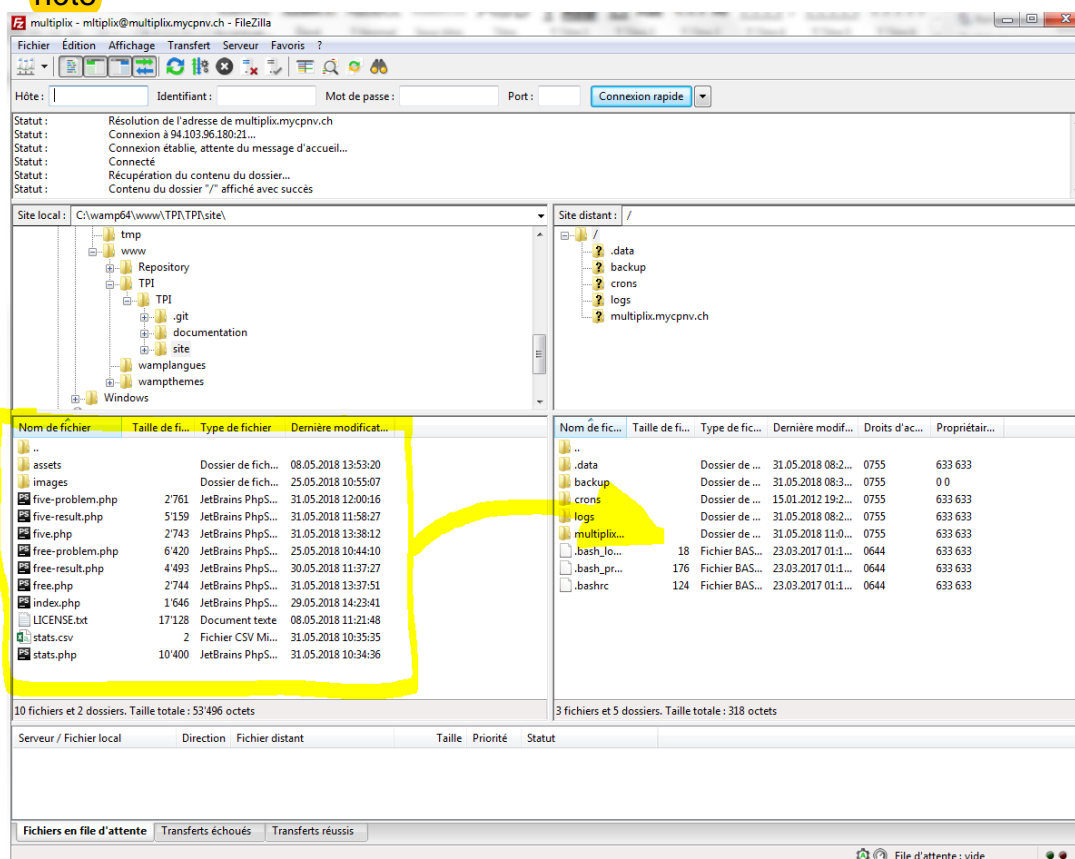 multiplix - mltiplix@multiplix.mycpnv.ch - FileZilla
Fichier Édition Affichage Transfert Serveur Favoris ?
Hôte : Identifiant : Mot de passe : Port : Connexion rapide
Statut : Résolution de l'adresse de multiplix.mycpnv.ch
Statut : Connexion à 94.103.96.180:21...
Statut : Connexion établie, attente du message d'accueil...
Statut : Connecté
Statut : Récupération du contenu du dossier...
Statut : Contenu du dossier "/" affiché avec succès
Site local : C:\wamp64\www\TPI\TPI\site\
tmp
www
Repository
TPI
TPI
.git
documentation
site
wamplangues
wampthemes
Windows
Site distant : /
/
.data
backup
crons
logs
multiplix.mycpnv.ch
Nom de fichier Taille de fi... Type de fichier Dernière modificat...
..
assets Dossier de fich... 08.05.2018 13:53:20
images Dossier de fich... 25.05.2018 10:55:07
five-problem.php 2'761 JetBrains PhpS... 31.05.2018 12:00:16
five-result.php 5'159 JetBrains PhpS... 31.05.2018 11:58:27
five.php 2'743 JetBrains PhpS... 31.05.2018 13:38:12
free-problem.php 6'420 JetBrains PhpS... 25.05.2018 10:44:10
free-result.php 4'493 JetBrains PhpS... 30.05.2018 11:37:27
free.php 2'744 JetBrains PhpS... 31.05.2018 13:37:51
index.php 1'646 JetBrains PhpS... 29.05.2018 14:23:41
LICENSE.txt 17'128 Document texte 08.05.2018 11:21:48
stats.csv 2 Fichier CSV Mi... 31.05.2018 10:35:35
stats.php 10'400 JetBrains PhpS... 31.05.2018 10:34:36
10 fichiers et 2 dossiers. Taille totale : 53'496 octets
Nom de fic... Taille de fi... Type de fic... Dernière modif... Droits d'ac... Propriétair...
..
.data Dossier de ... 31.05.2018 08:2... 0755 633 633
backup Dossier de ... 31.05.2018 08:3... 0755 0 0
crons Dossier de ... 15.01.2012 19:2... 0755 633 633
logs Dossier de ... 31.05.2018 08:2... 0755 633 633
multiplix... Dossier de ... 31.05.2018 11:0... 0755 633 633
.bash_lo... 18 Fichier BAS... 23.03.2017 01:1... 0644 633 633
.bash_pr... 176 Fichier BAS... 23.03.2017 01:1... 0644 633 633
.bashrc 124 Fichier BAS... 23.03.2017 01:1... 0644 633 633
3 fichiers et 5 dossiers. Taille totale : 318 octets
Serveur / Fichier local Direction Fichier distant Taille Priorité Statut
Fichiers en file d'attente Transferts échoués Transferts réussis
File d'attente : vide